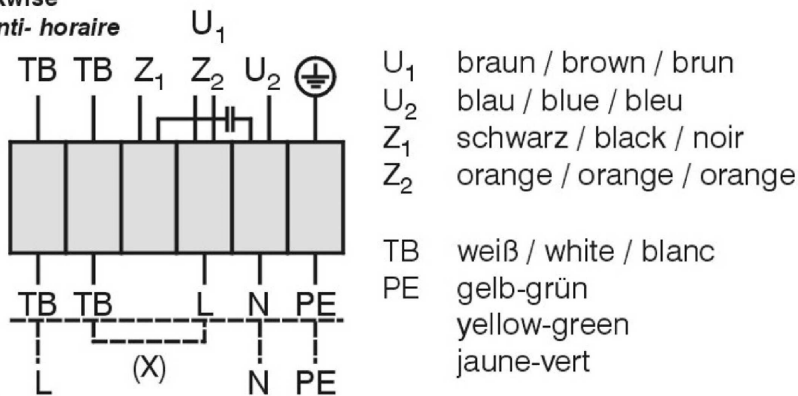 nti- horaire
U₁
TB TB Z₁ Z₂ U₂
TB TB L N PE
(X)
L N PE
U₁ braun / brown / brun
U₂ blau / blue / bleu
Z₁ schwarz / black / noir
Z₂ orange / orange / orange
TB weiß / white / blanc
PE gelb-grün
yellow-green
jaune-vert